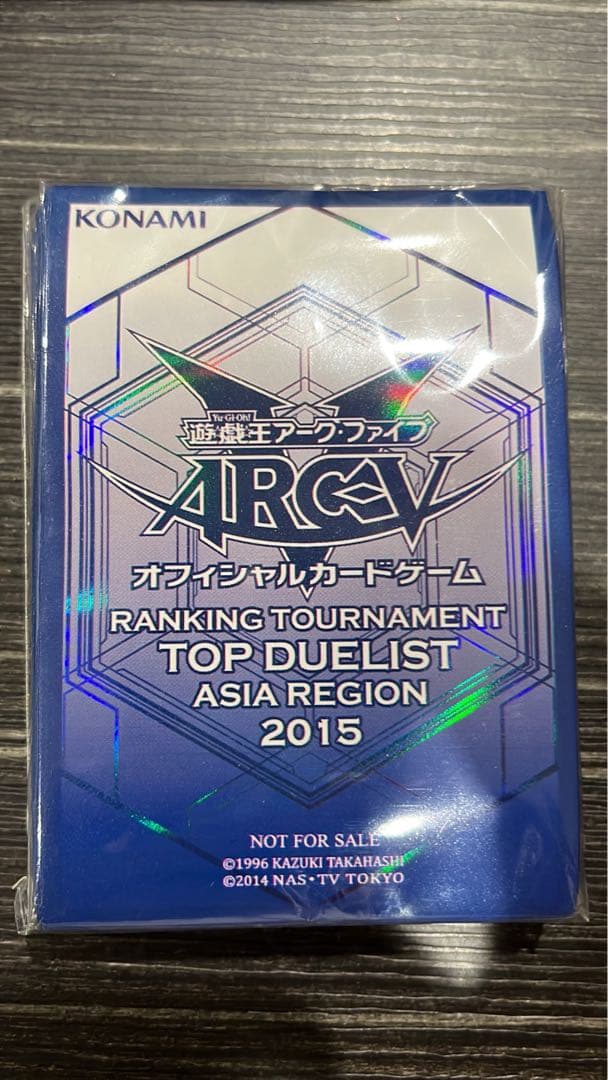 KONAMI
Yu-Gi-Oh!
遊戯王アーク・ファイブ
ARC-V
オフィシャルカードゲーム
RANKING TOURNAMENT
TOP DUELIST
ASIA REGION
2015
NOT FOR SALE
©1996 KAZUKI TAKAHASHI
©2014 NAS・TV TOKYO